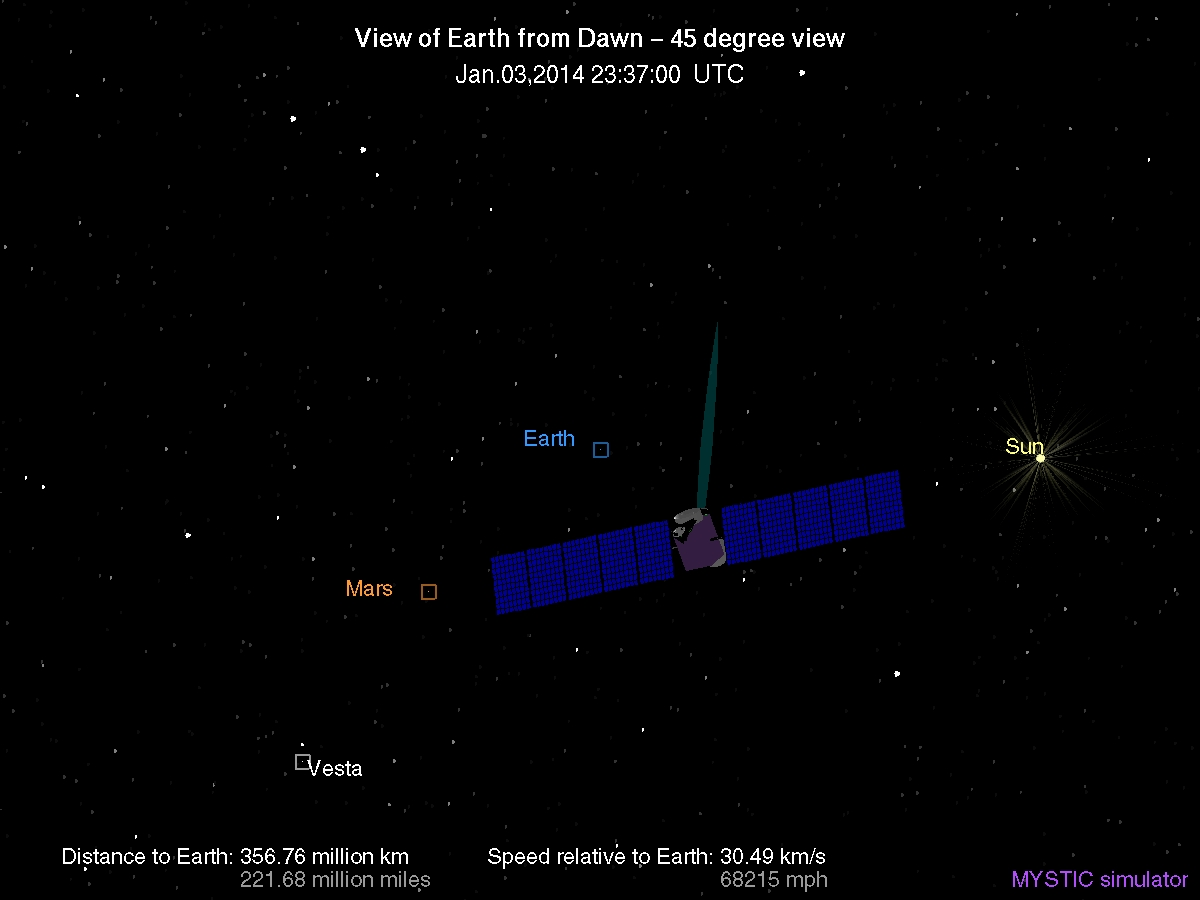 View of Earth from Dawn – 45 degree view
Jan.03,2014 23:37:00 UTC
Earth
Sun
Mars
Vesta
Distance to Earth: 356.76 million km
221.68 million miles
Speed relative to Earth: 30.49 km/s
68215 mph
MYSTIC simulator